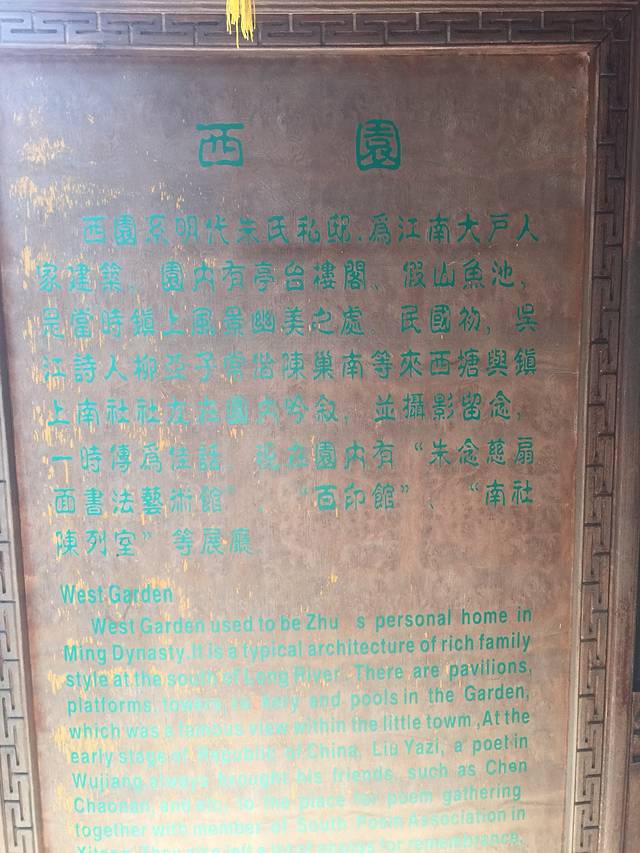 西園
西園系明代朱氏私邸,爲江南大戶人
家建築。園内有亭台樓閣、假山魚池,
是當時鎮上風景幽美之處。民國初,吳
江詩人柳亞子常偕陳巢南等來西塘與鎮
上南社社友在園内吟叙,並攝影留念,
一時傳爲佳話 現在園内有“朱念慈扇
面書法藝術館”、“百印館”、“南社
陳列室”等展廳
West Garden
West Garden used to be Zhu s personal home in
Ming Dynasty.It is a typical architecture of rich family
style at the south of Long River .There are pavilions,
platforms, towers, and pools in the Garden,
which was a famous view within the little towm ,At the
early stage of Republic of China, Liu Yazi, a poet in
Wujiang,always brought his friends, such as Chen
Chaonan, and etc, to the place for poem gathering
together with member of South Poem Association in